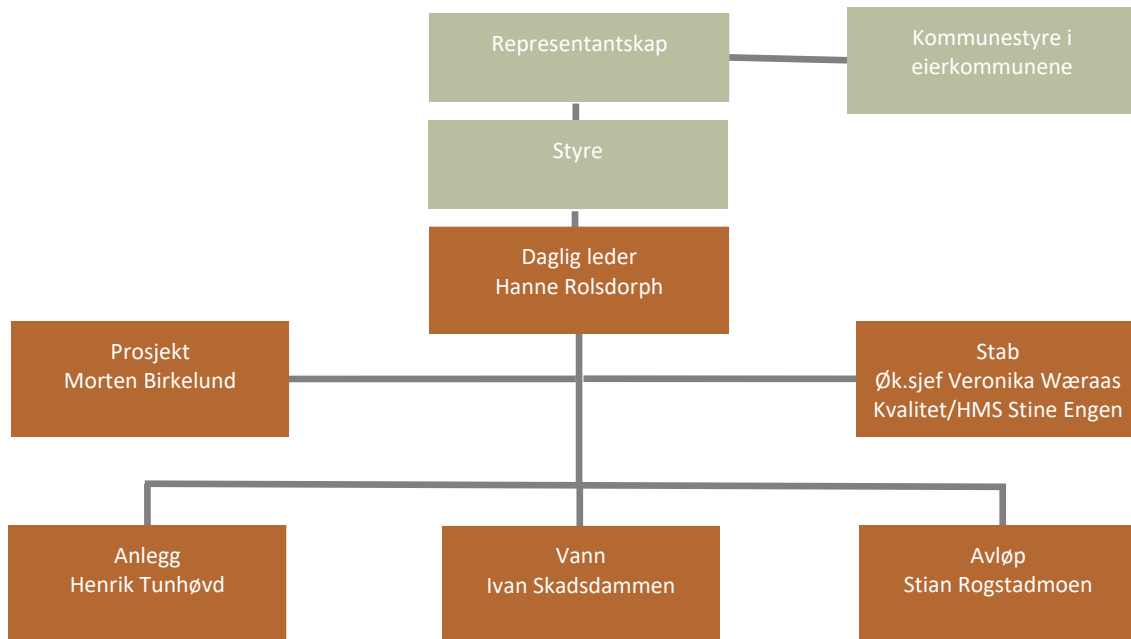 Representantskap
Kommunestyre i
eierkommunene
Styre
Daglig leder
Hanne Rolsdorph
Prosjekt
Morten Birkelund
Stab
Øk.sjef Veronika Wæraas
Kvalitet/HMS Stine Engen
Anlegg
Henrik Tunhøvd
Vann
Ivan Skadsdammen
Avløp
Stian Rogstadmoen